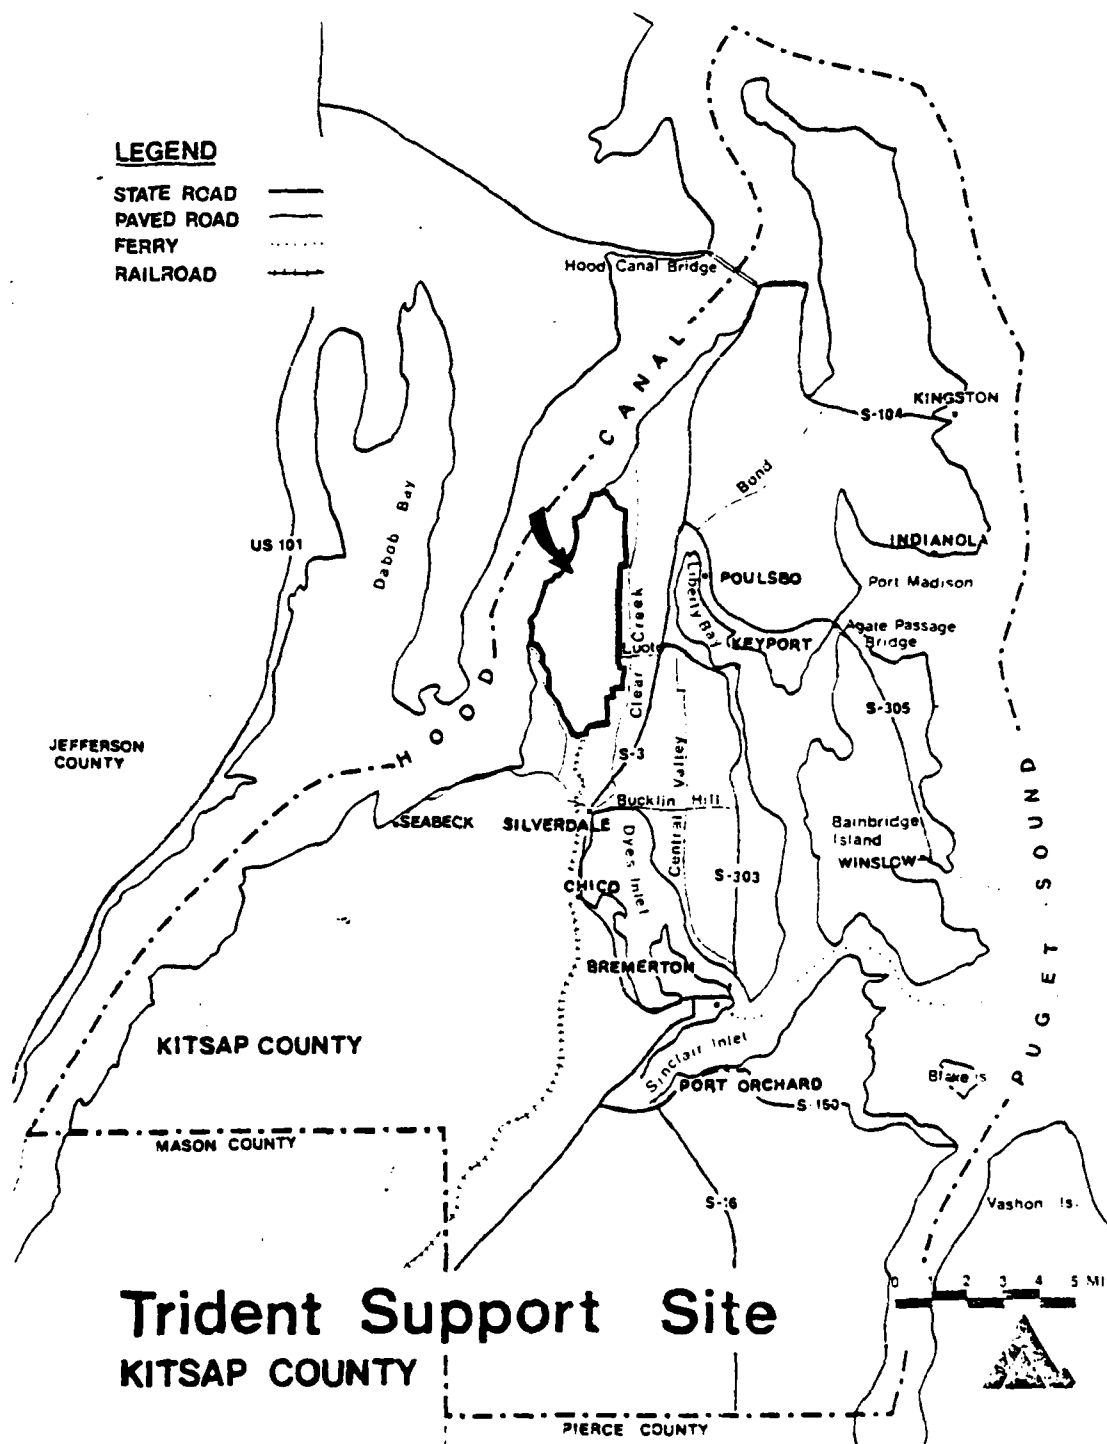 LEGEND
STATE ROAD
PAVED ROAD
FERRY
RAILROAD
Hood Canal Bridge
HOOD CANAL
KINGSTON
S-104
Bond
Dabob Bay
US 101
INDIANOLA
POULSBO
Port Madison
Liberty Bay
Clear Creek
Agate Passage
Bridge
KEYPORT
S-305
JEFFERSON
COUNTY
S-3
Central Valley
Bucklin Hill
SEABECK
SILVERDALE
Dyes Inlet
Bainbridge
Island
WINSLOW
S-303
CHICO
PUGET SOUND
BREMERTON
KITSAP COUNTY
Sinclair Inlet
Blake Is
PORT ORCHARD
S-160
MASON COUNTY
S-16
Vashon Is.
0 1 2 3 4 5 MI
Trident Support Site
KITSAP COUNTY
PIERCE COUNTY